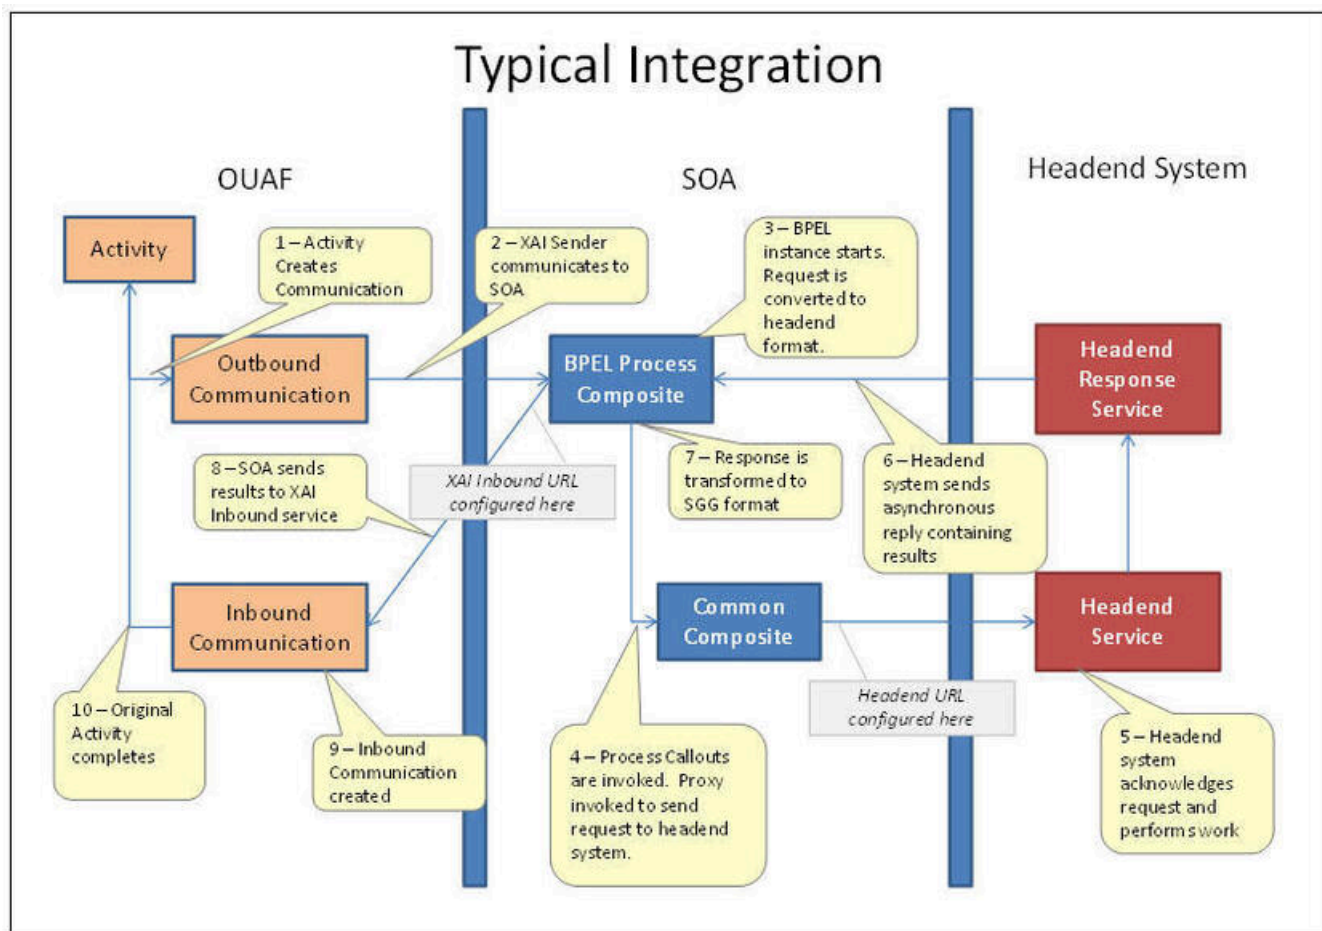 Typical Integration
OUAF
SOA
Headend System
Activity
1 – Activity
Creates
Communication
2 – XAI Sender
communicates to
SOA
3 – BPEL
instance starts.
Request is
converted to
headend
format.
Outbound
Communication
BPEL Process
Composite
Headend
Response
Service
8 – SOA sends
results to XAI
Inbound service
XAI Inbound URL
configured here
7 – Response is
transformed to
SGG format
6 – Headend
system sends
asynchronous
reply containing
results
Inbound
Communication
Common
Composite
Headend
Service
10 – Original
Activity
completes
9 – Inbound
Communication
created
4 – Process Callouts
are invoked.  Proxy
invoked to send
request to headend
system.
Headend URL
configured here
5 – Headend
system
acknowledges
request and
performs work